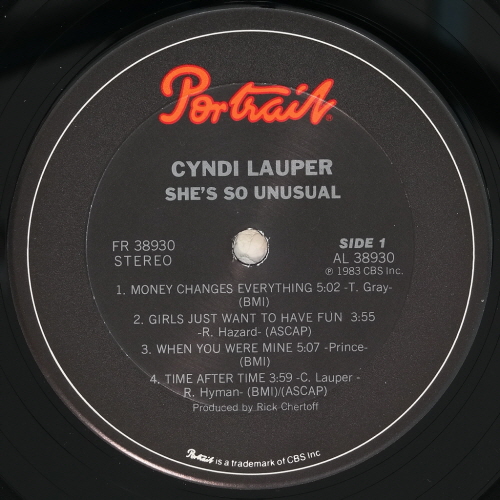 Portrait®
CYNDI LAUPER
SHE'S SO UNUSUAL
FR 38930
STEREO
SIDE 1
AL 38930
℗ 1983 CBS Inc.
1. MONEY CHANGES EVERYTHING 5:02 -T. Gray-
(BMI)
2. GIRLS JUST WANT TO HAVE FUN 3:55
-R. Hazard- (ASCAP)
3. WHEN YOU WERE MINE 5:07 -Prince-
(BMI)
4. TIME AFTER TIME 3:59 -C. Lauper -
R. Hyman- (BMI)/(ASCAP)
Produced by Rick Chertoff
Portrait is a trademark of CBS Inc